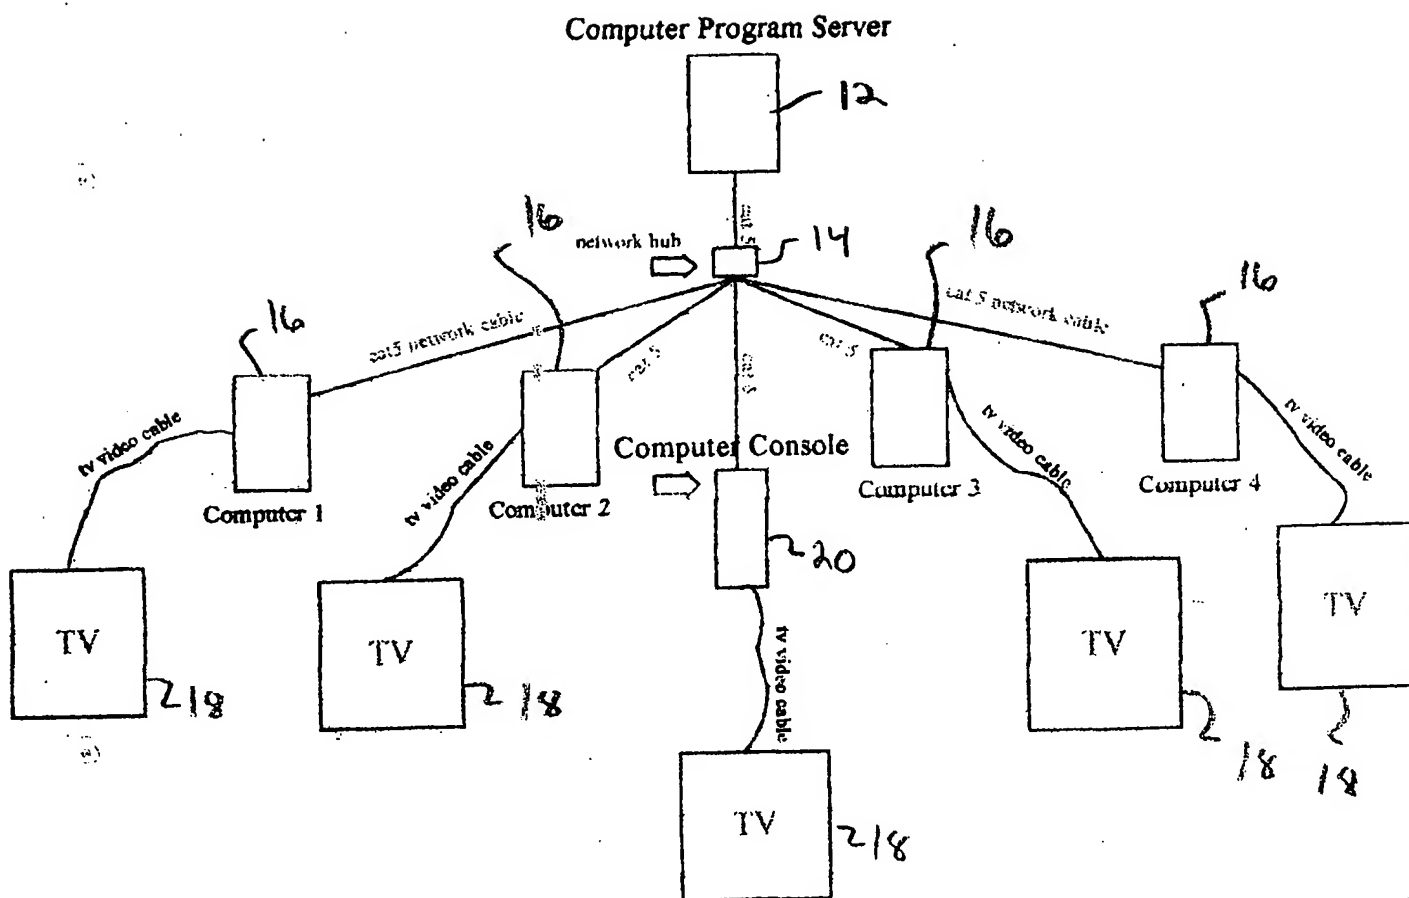 Computer Program Server
12
cat 5
network hub
14
16
16
16
16
cat5 network cable
cat 5
cat 5
cat 5
cat 5 network cable
tv video cable
tv video cable
Computer Console
tv video cable
tv video cable
Computer 1
Computer 2
Computer 3
Computer 4
20
TV
TV
TV
TV
18
18
tv video cable
18
18
TV
18